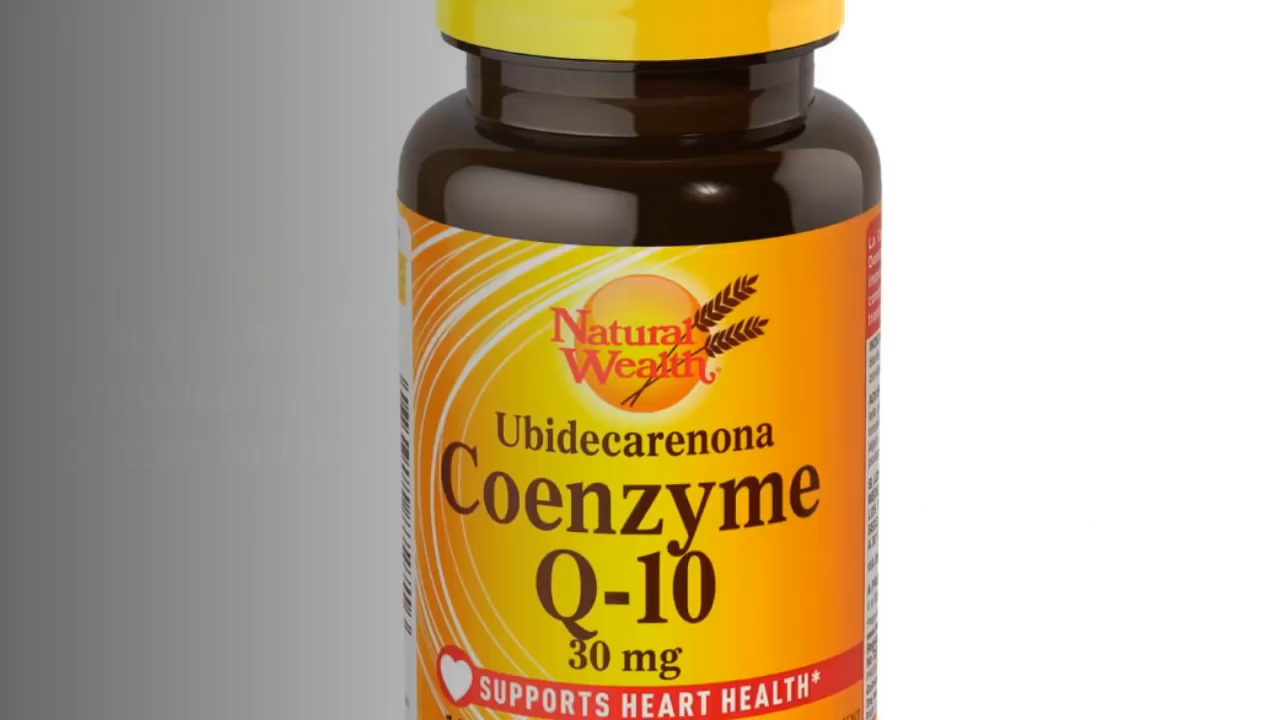 Natural
Wealth
Ubidecarenona
Coenzyme
Q-10
30 mg
SUPPORTS HEART HEALTH*